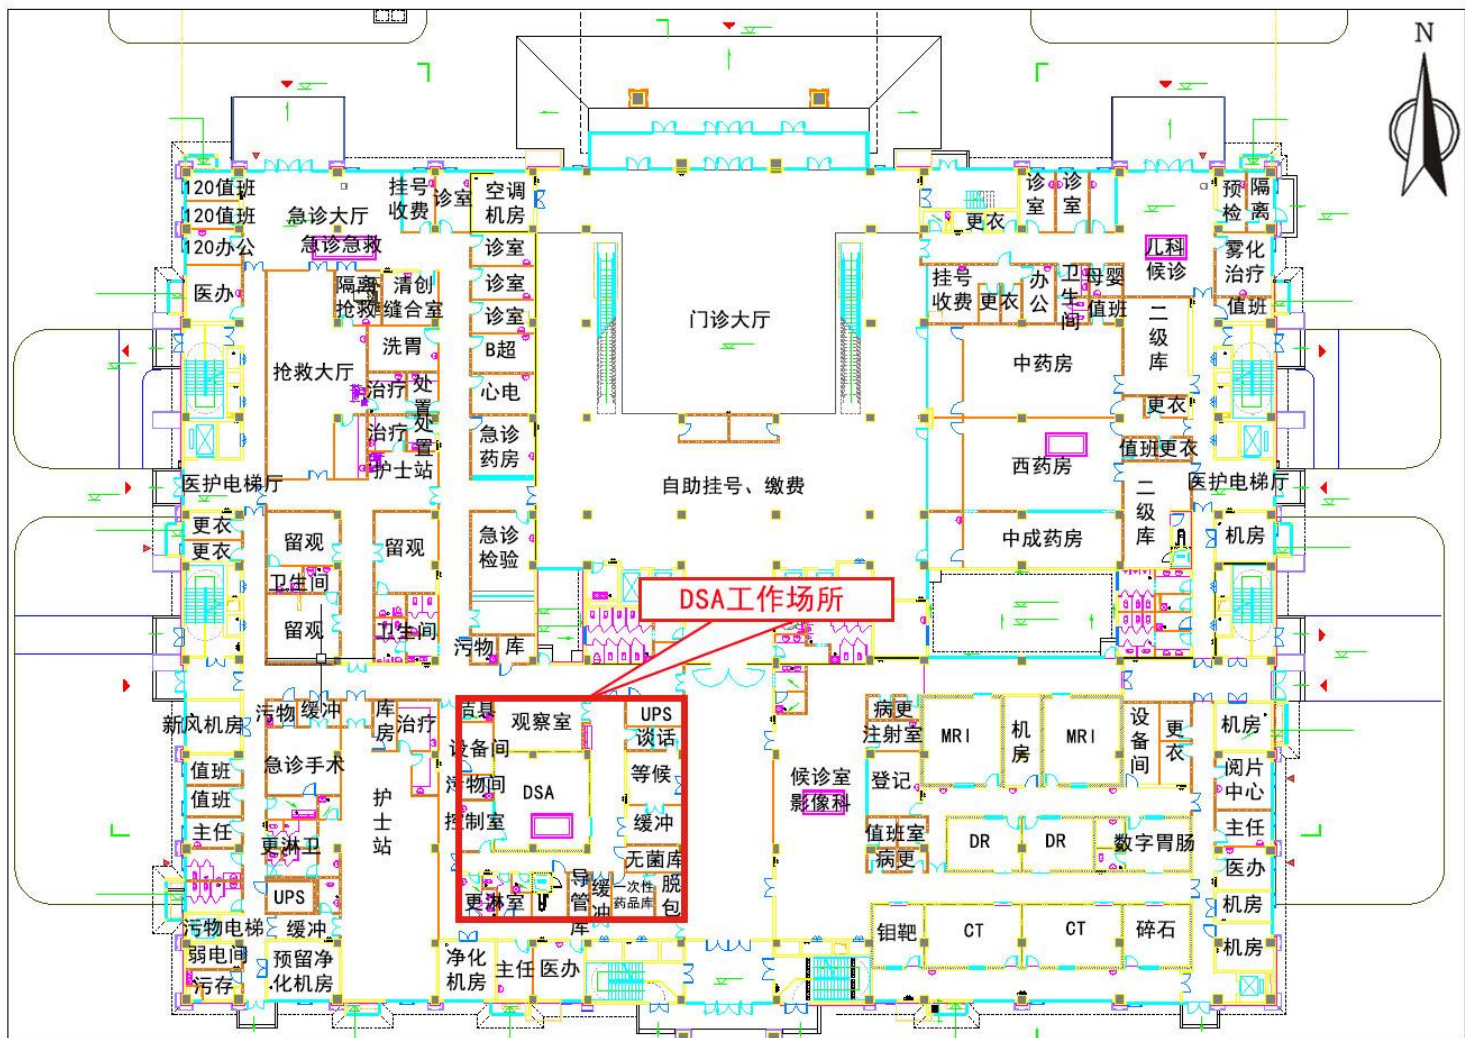 N
120值班
挂号
收费
诊室
空调
机房
诊
室
诊
室
预
检
隔
离
120值班
急诊大厅
更衣
120办公
急诊急救
诊室
儿科
候诊
雾化
治疗
医办
隔离
抢救
清创
缝合室
诊室
挂号
收费
更衣
办
公
卫
生
间
母婴
值班
值班
诊室
门诊大厅
二
级
库
洗胃
B超
抢救大厅
中药房
治疗
处
置
心电
更衣
治疗
处
置
急诊
药房
值班
更衣
护士站
西药房
医护电梯厅
自助挂号、缴费
二
级
库
医护电梯厅
更衣
更衣
留观
留观
急诊
检验
中成药房
机房
卫生间
DSA工作场所
留观
卫生间
污物
库
新风机房
污物
缓冲
库
房
治疗
洁具
观察室
UPS
谈话
病更
注射室
MRI
机
房
MRI
设
备
间
更
衣
机房
设备间
值班
急诊手术
污物间
DSA
等候
候诊室
影像科
登记
阅片
中心
值班
护
士
站
控制室
缓冲
主任
更淋卫
值班室
病更
DR
DR
数字胃肠
主任
无菌库
医办
UPS
更淋室
导
管
库
缓
冲
一次性
药品库
脱
包
机房
污物电梯
缓冲
钼靶
CT
CT
碎石
机房
弱电间
预留净
化机房
净化
机房
主任
医办
污存